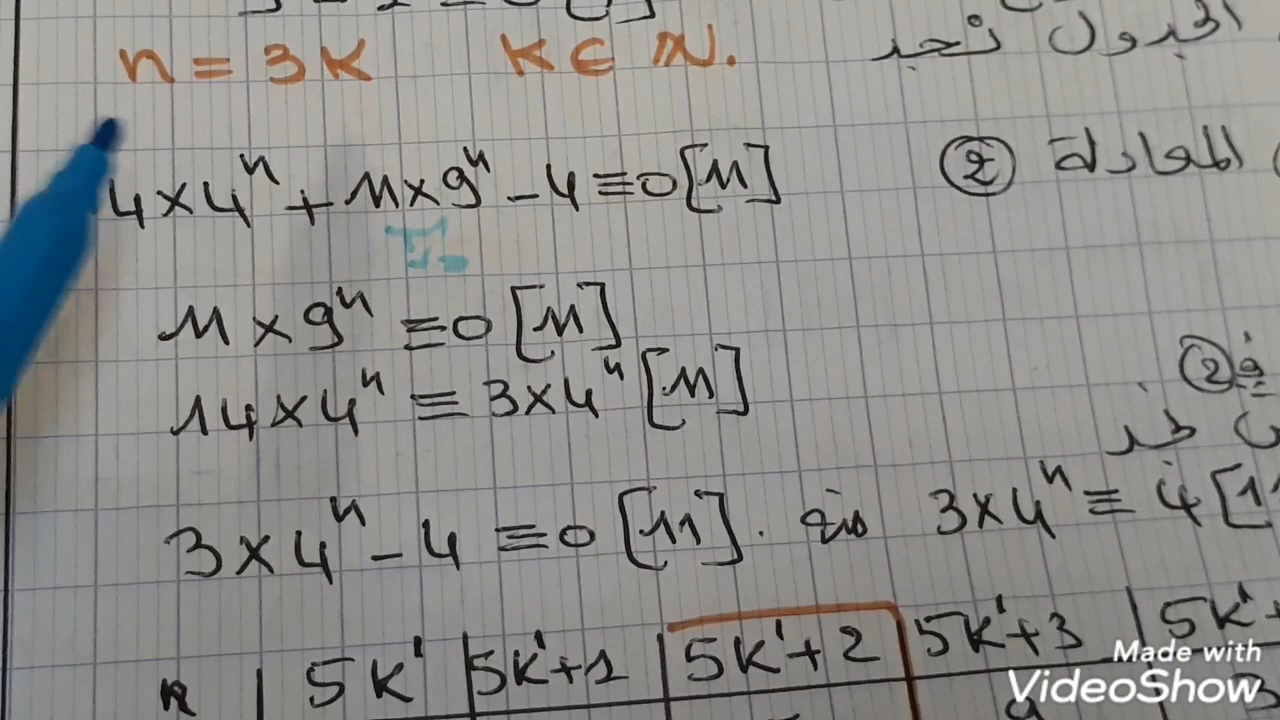 n = 3K K ∈ ℕ. الجدول نجد
4×4ⁿ + 11×9ⁿ - 4 ≡ 0 [11] ② المعادلة
11×9ⁿ ≡ 0 [11]
14×4ⁿ ≡ 3×4ⁿ [11] ②
3×4ⁿ - 4 ≡ 0 [11]. 3×4ⁿ ≡ 4 [11
n | 5K' | 5K'+1 | 5K'+2 | 5K'+3 | 5K'+
Made with
VideoShow